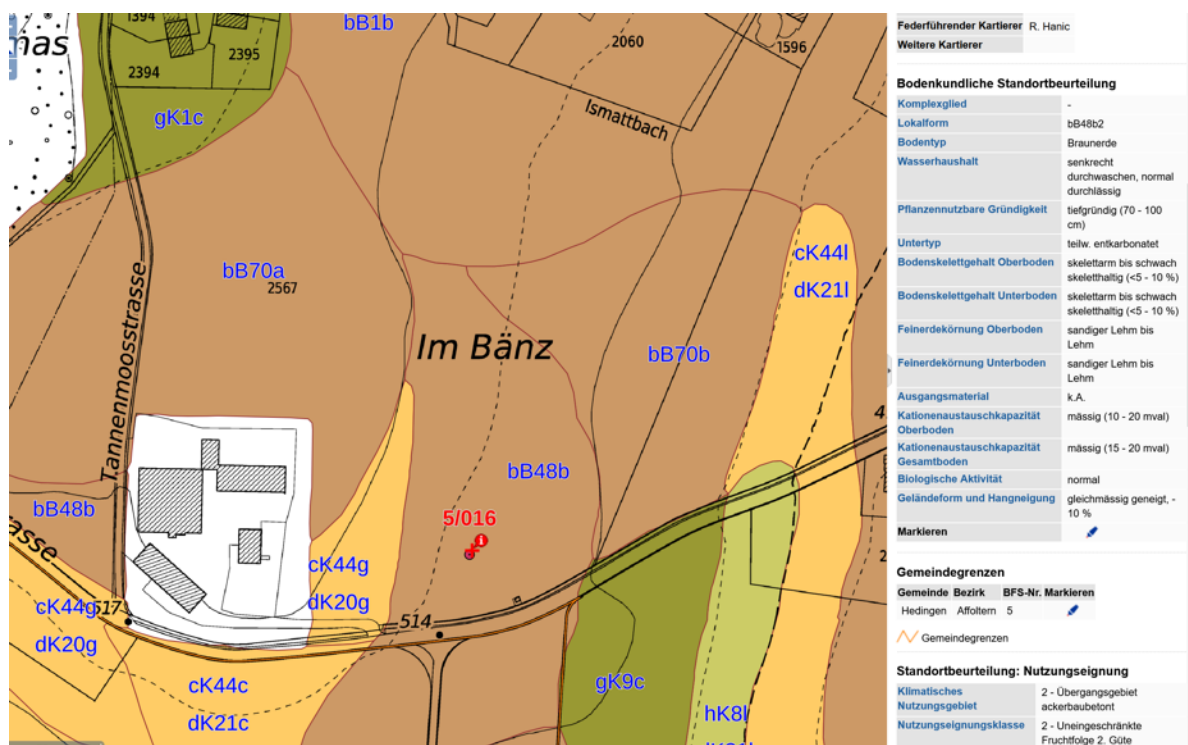 1394
bB1b
mas
2395
2394
2060
1596
gK1c
Ismattbach
cK44l
bB70a
2567
dK21l
Tannenmoosstrasse
Im Bänz
bB70b
4
bB48b
bB48b
5/016
asse
cK44g
cK44g
517
dK20g
514
dK20g
2
cK44c
gK9c
dK21c
hK8l
Federführender Kartierer R. Hanic
Weitere Kartierer
Bodenkundliche Standortbeurteilung
Komplexglied -
Lokalform bB48b2
Bodentyp Braunerde
Wasserhaushalt senkrecht
durchwaschen, normal
durchlässig
Pflanzennutzbare Gründigkeit tiefgründig (70 - 100
cm)
Untertyp teilw. entkarbonatet
Bodenskelettgehalt Oberboden skelettarm bis schwach
skeletthaltig (<5 - 10 %)
Bodenskelettgehalt Unterboden skelettarm bis schwach
skeletthaltig (<5 - 10 %)
Feinerdekörnung Oberboden sandiger Lehm bis
Lehm
Feinerdekörnung Unterboden sandiger Lehm bis
Lehm
Ausgangsmaterial k.A.
Kationenaustauschkapazität mässig (10 - 20 mval)
Oberboden
Kationenaustauschkapazität mässig (15 - 20 mval)
Gesamtboden
Biologische Aktivität normal
Geländeform und Hangneigung gleichmässig geneigt, -
10 %
Markieren
Gemeindegrenzen
Gemeinde Bezirk BFS-Nr. Markieren
Hedingen Affoltern 5
Gemeindegrenzen
Standortbeurteilung: Nutzungseignung
Klimatisches 2 - Übergangsgebiet
Nutzungsgebiet ackerbaubetont
Nutzungseignungsklasse 2 - Uneingeschränkte
Fruchtfolge 2. Güte